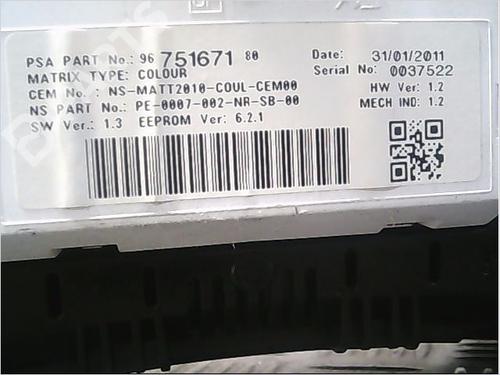 PSA PART No.: 96 751671 80
MATRIX TYPE: COLOUR
CEM No.: NS-MATT2010-COUL-CEM00
NS PART No.: PE-0007-002-NR-SB-00
SW Ver.: 1.3 EEPROM Ver: 6.2.1
Date: 31/01/2011
Serial No: 0037522
HW Ver: 1.2
MECH IND: 1.2